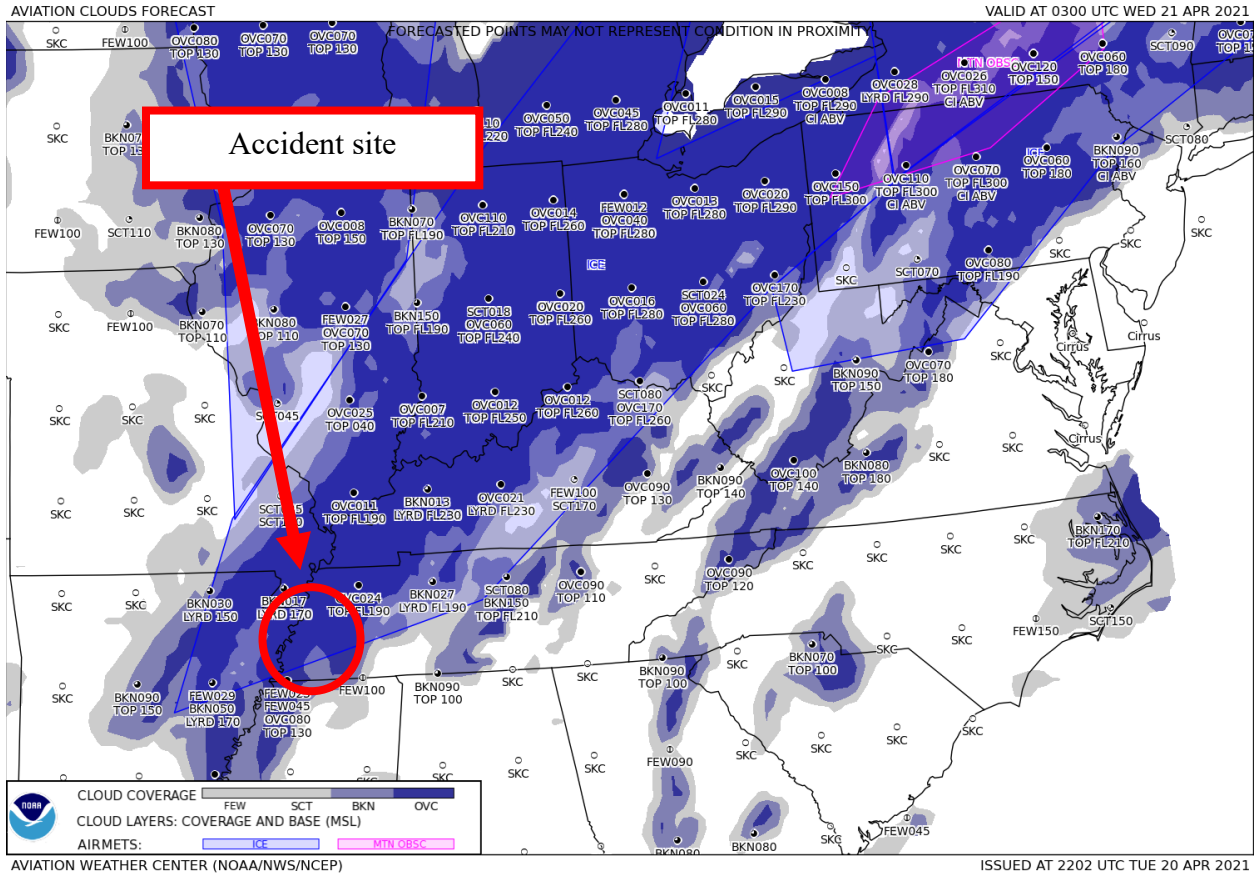 AVIATION CLOUDS FORECAST
VALID AT 0300 UTC WED 21 APR 2021
FORECASTED POINTS MAY NOT REPRESENT CONDITION IN PROXIMITY
SKC
FEW100
OVC080
TOP 130
OVC070
TOP 130
OVC070
TOP 130
MTN OBSC
OVC026
TOP FL310
CI ABV
OVC120
TOP 150
OVC060
TOP 180
SCT090
SKC
Accident site
OVC050
TOP FL240
OVC045
TOP FL280
OVC011
TOP FL280
OVC015
TOP FL290
OVC008
TOP FL290
CI ABV
OVC028
LYRD FL290
ICE
OVC060
TOP 180
BKN090
TOP 160
CI ABV
SCT080
FEW100
SCT110
BKN080
TOP 130
OVC070
TOP 130
OVC008
TOP 150
BKN070
TOP FL190
OVC110
TOP FL210
OVC014
TOP FL260
FEW012
OVC040
TOP FL280
OVC013
TOP FL280
OVC020
TOP FL290
OVC150
TOP FL300
OVC110
TOP FL300
CI ABV
OVC070
TOP FL300
CI ABV
SKC
SKC
SKC
ICE
SKC
FEW100
BKN070
TOP 110
BKN080
TOP 110
FEW027
OVC070
TOP 130
BKN150
TOP FL190
SCT018
OVC060
TOP FL240
OVC020
TOP FL260
OVC016
TOP FL280
SCT024
OVC060
TOP FL280
OVC170
TOP FL230
SKC
SCT070
OVC080
TOP FL190
SKC
Cirrus
Cirrus
SKC
SKC
SKC
SCT045
OVC025
TOP 040
OVC007
TOP FL210
OVC012
TOP FL250
OVC012
TOP FL260
SCT080
OVC170
TOP FL260
SKC
SKC
BKN090
TOP 150
OVC070
TOP 180
SKC
Cirrus
SKC
SKC
SKC
OVC011
TOP FL190
BKN013
LYRD FL230
OVC021
LYRD FL230
FEW100
SCT170
OVC090
TOP 130
BKN090
TOP 140
OVC100
TOP 140
BKN080
TOP 180
SKC
SKC
BKN170
TOP FL210
SKC
SKC
BKN030
LYRD 150
BKN017
LYRD 170
OVC024
TOP FL190
BKN027
LYRD FL190
SCT080
BKN150
TOP FL210
OVC090
TOP 110
SKC
OVC090
TOP 120
SKC
SKC
SKC
SKC
SCT150
SKC
BKN090
TOP 150
FEW029
BKN050
LYRD 170
FEW045
OVC080
TOP 130
FEW100
BKN090
TOP 100
SKC
SKC
BKN090
TOP 100
SKC
BKN070
TOP 100
SKC
SKC
FEW150
SKC
SKC
SKC
SKC
FEW090
SKC
SKC
SKC
SKC
BKN080
BKN080
SKC
FEW045
NOAA
CLOUD COVERAGE
FEW SCT BKN OVC
CLOUD LAYERS: COVERAGE AND BASE (MSL)
AIRMETS: ICE MTN OBSC
AVIATION WEATHER CENTER (NOAA/NWS/NCEP)
ISSUED AT 2202 UTC TUE 20 APR 2021